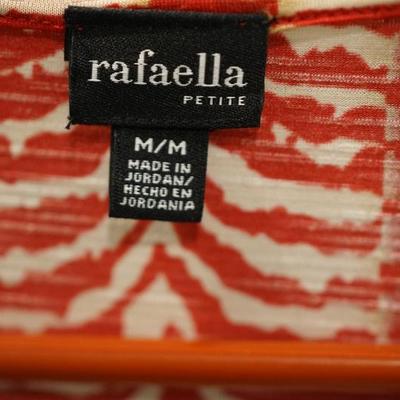 rafaella
PETITE
M/M
MADE IN
JORDAN/
HECHO EN
JORDANIA